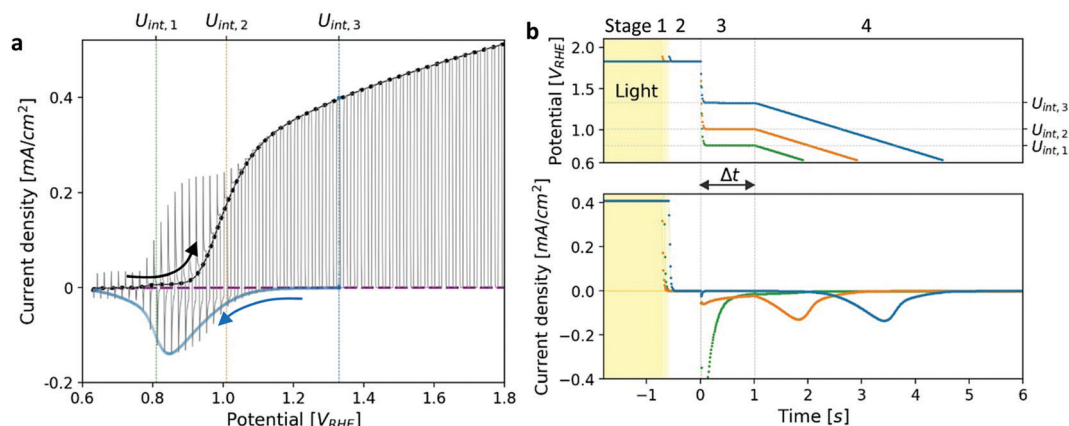 U_int,1 U_int,2 U_int,3
a
Current density [mA/cm²]
0.4
0.2
0
-0.2
0.6 0.8 1.0 1.2 1.4 1.6 1.8
Potential [V_RHE]
b
Stage 1 2 3 4
Potential [V_RHE]
2.0
1.5
1.0
0.6
Light
U_int,3
U_int,2
U_int,1
Δt
Current density [mA/cm²]
0.4
0.2
0.0
-0.2
-0.4
-1 0 1 2 3 4 5 6
Time [s]